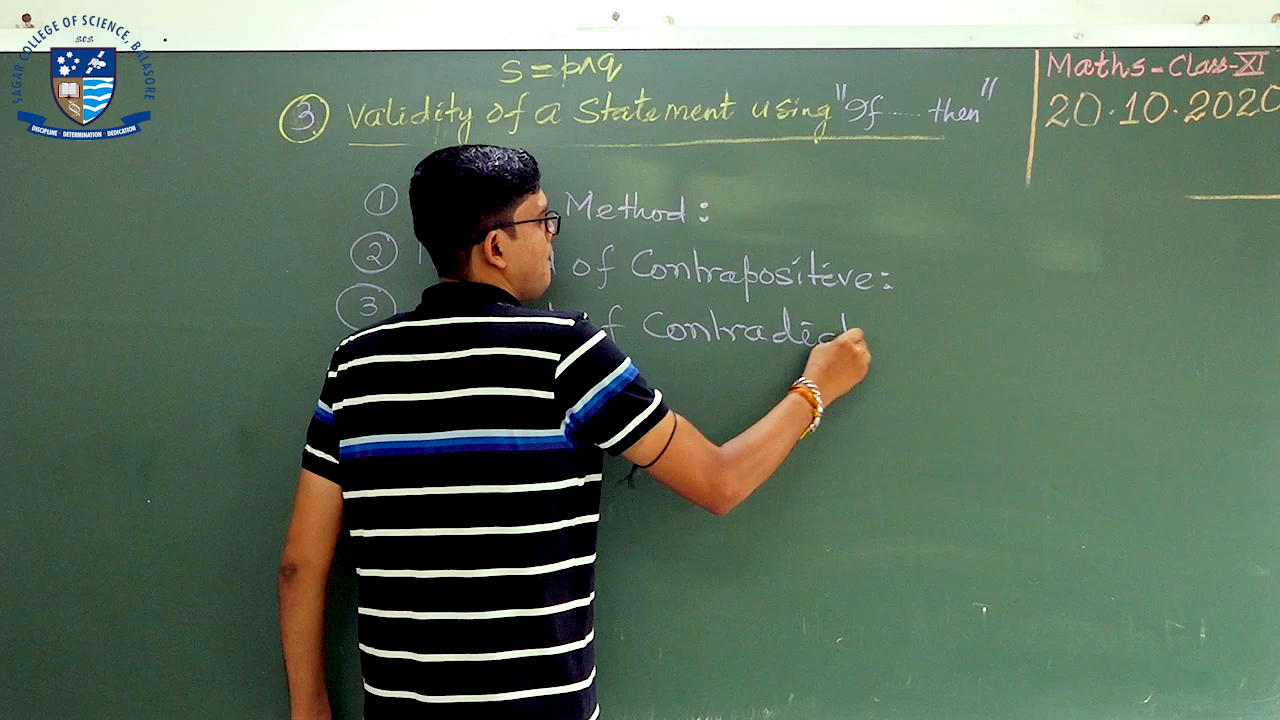 SAGAR COLLEGE OF SCIENCE, BALASORE
scs
DISCIPLINE · DETERMINATION · DEDICATION
S = p∧q
③ Validity of a Statement using "If ..... then"
① Method :
② of Contrapositive :
③ of Contradict
Maths - Class - XI
20.10.2020